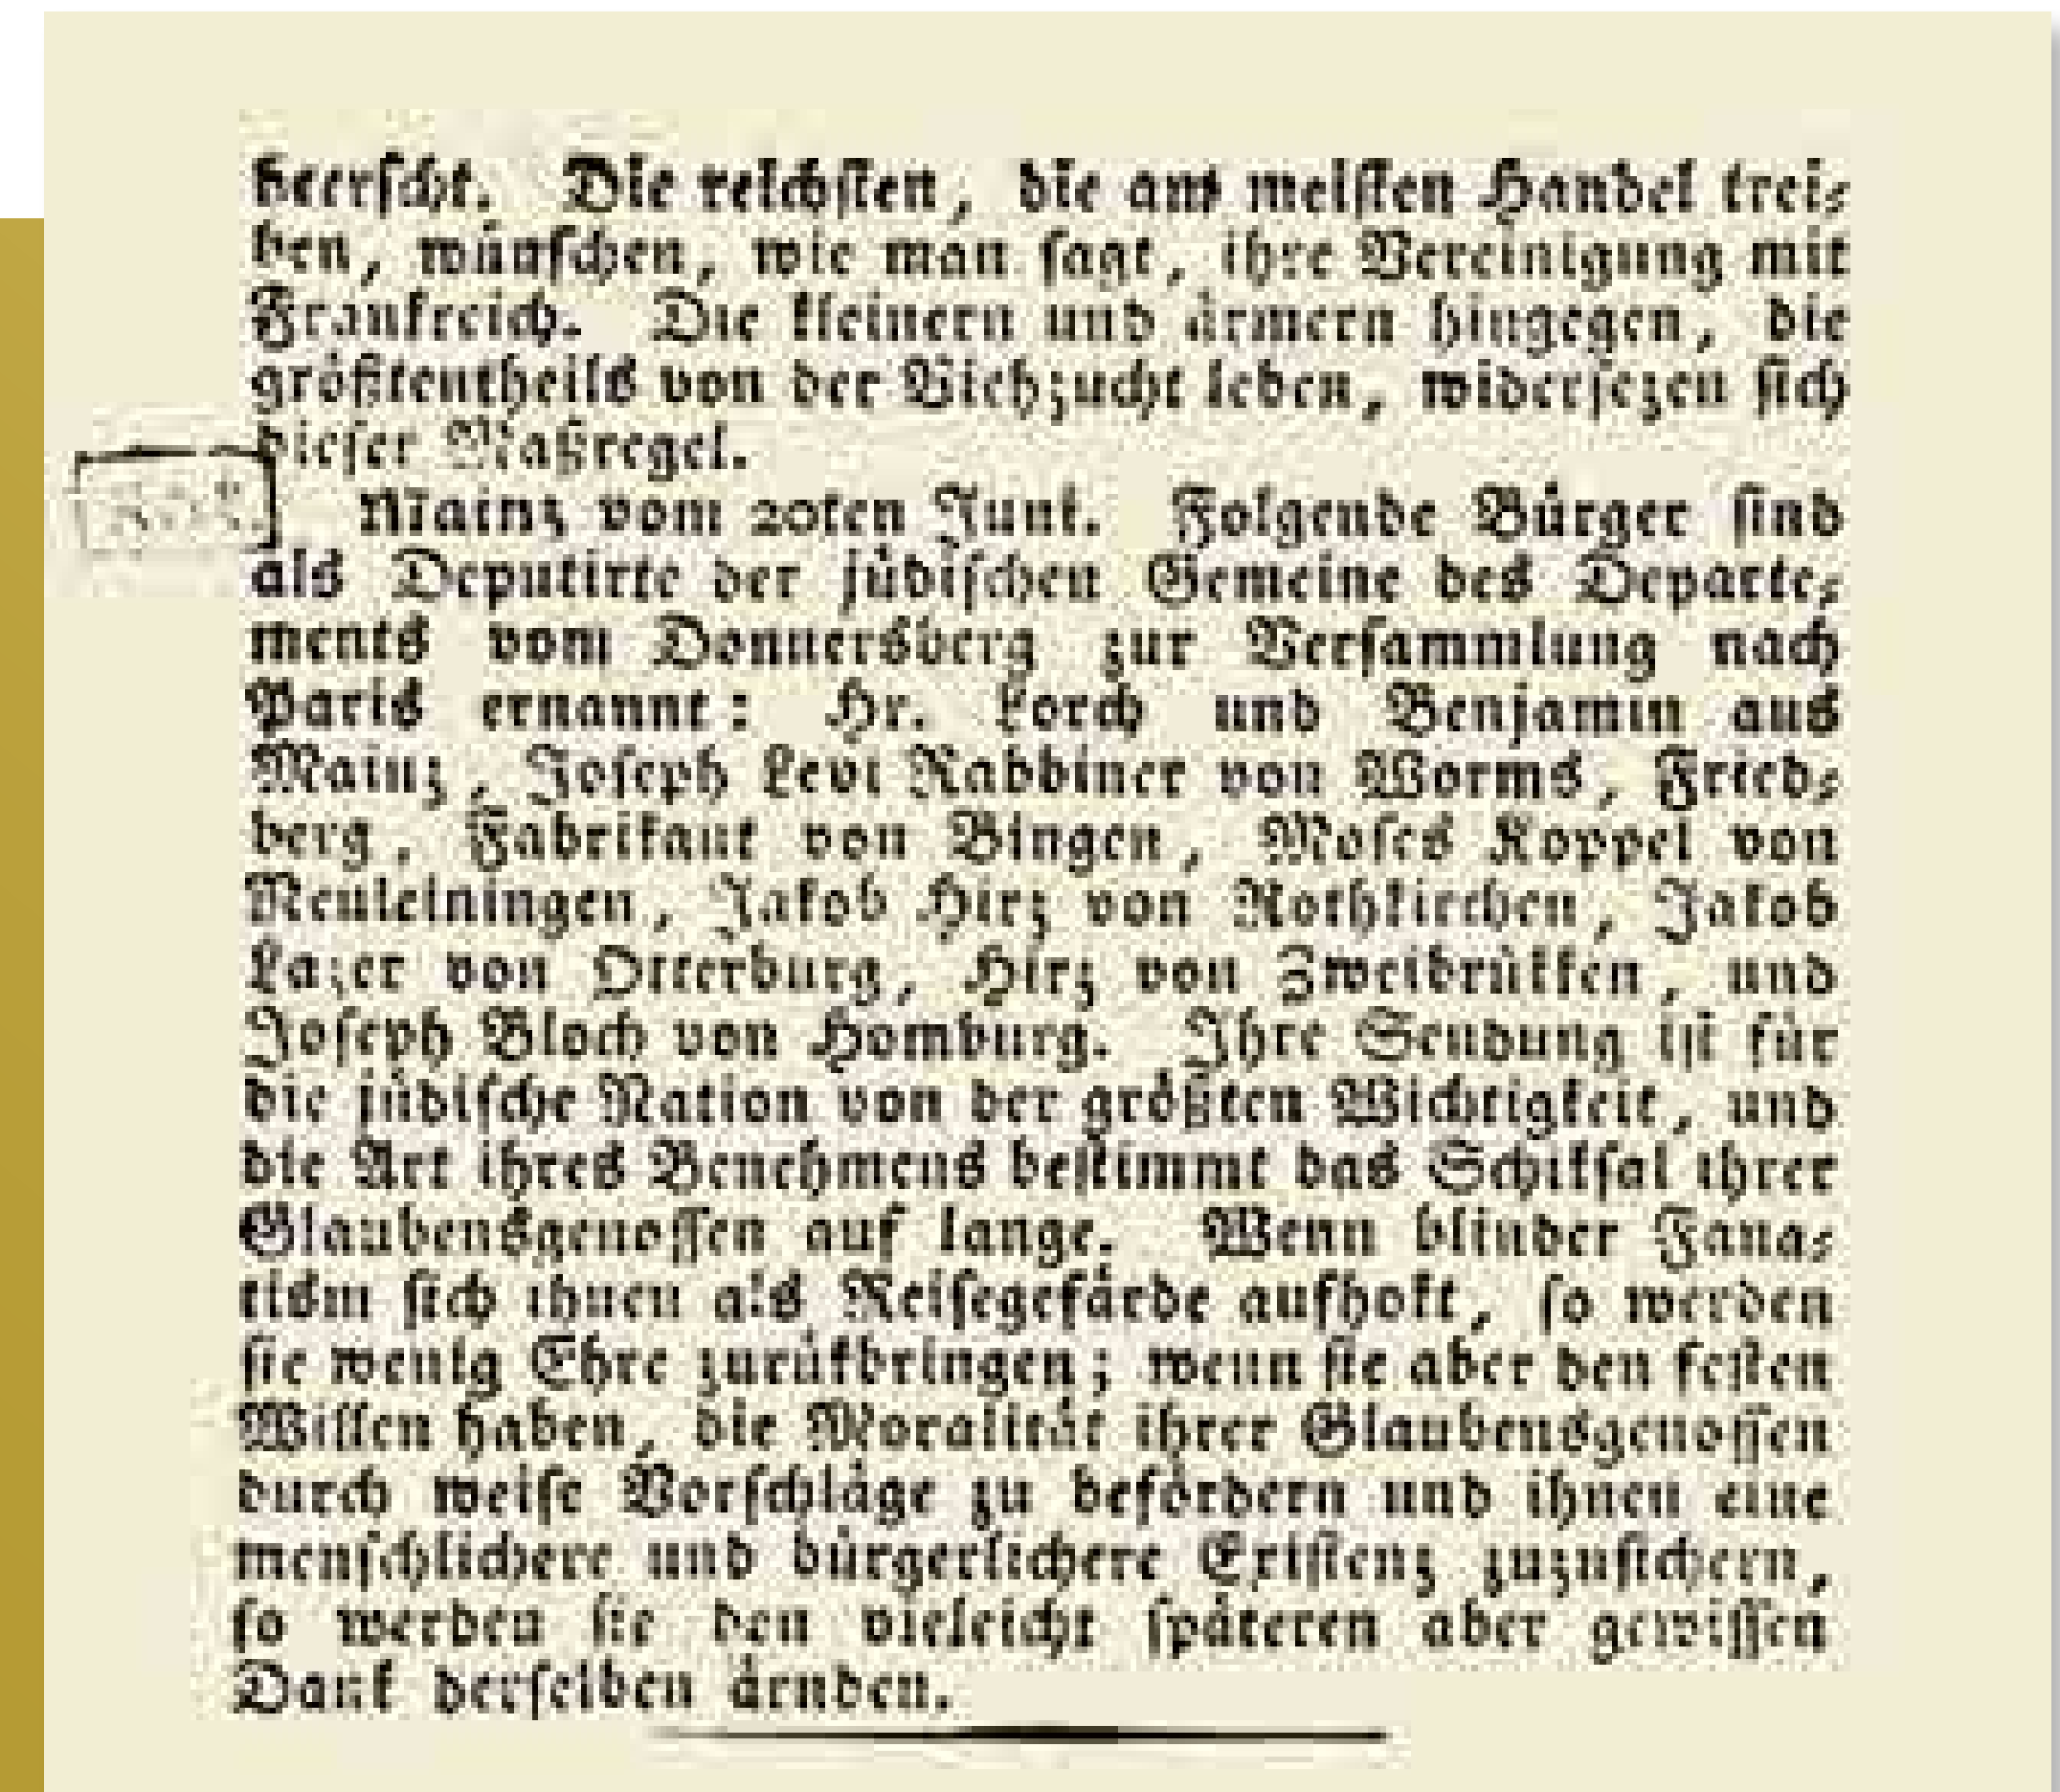 herrscht. Die reichsten, die am meisten Handel trei⸗
ben, wünschen, wie man sagt, ihre Vereinigung mit
Frankreich. Die kleinern und ärmern hingegen, die
größtentheils von der Viehzucht leben, widersezen sich
dieser Maßregel.
Mainz vom 20ten Juni. Folgende Bürger sind
als Deputirte der jüdischen Gemeine des Departe⸗
ments vom Donnersberg zur Versammlung nach
Paris ernannt: Hr. Lorch und Benjamin aus
Mainz, Joseph Levi Rabbiner von Worms, Fried⸗
berg, Fabrikant von Bingen, Moses Koppel von
Neuleiningen, Jakob Hirz von Rothkirchen, Jakob
Lazer von Otterburg, Hirz von Zweibrükken, und
Joseph Bloch von Homburg. Ihre Sendung ist für
die jüdische Nation von der größten Wichtigkeit, und
die Art ihres Benehmens bestimmt das Schiksal ihrer
Glaubensgenossen auf lange. Wenn blinder Fana⸗
tism sich ihnen als Reisegefärde aufhokt, so werden
sie wenig Ehre zurükbringen; wenn sie aber den festen
Willen haben, die Moralität ihrer Glaubensgenossen
durch weise Vorschläge zu befördern und ihnen eine
menschlichere und bürgerlichere Existenz zuzusichern,
so werden sie den vieleicht späteren aber gewissen
Dank derselben ärnden.